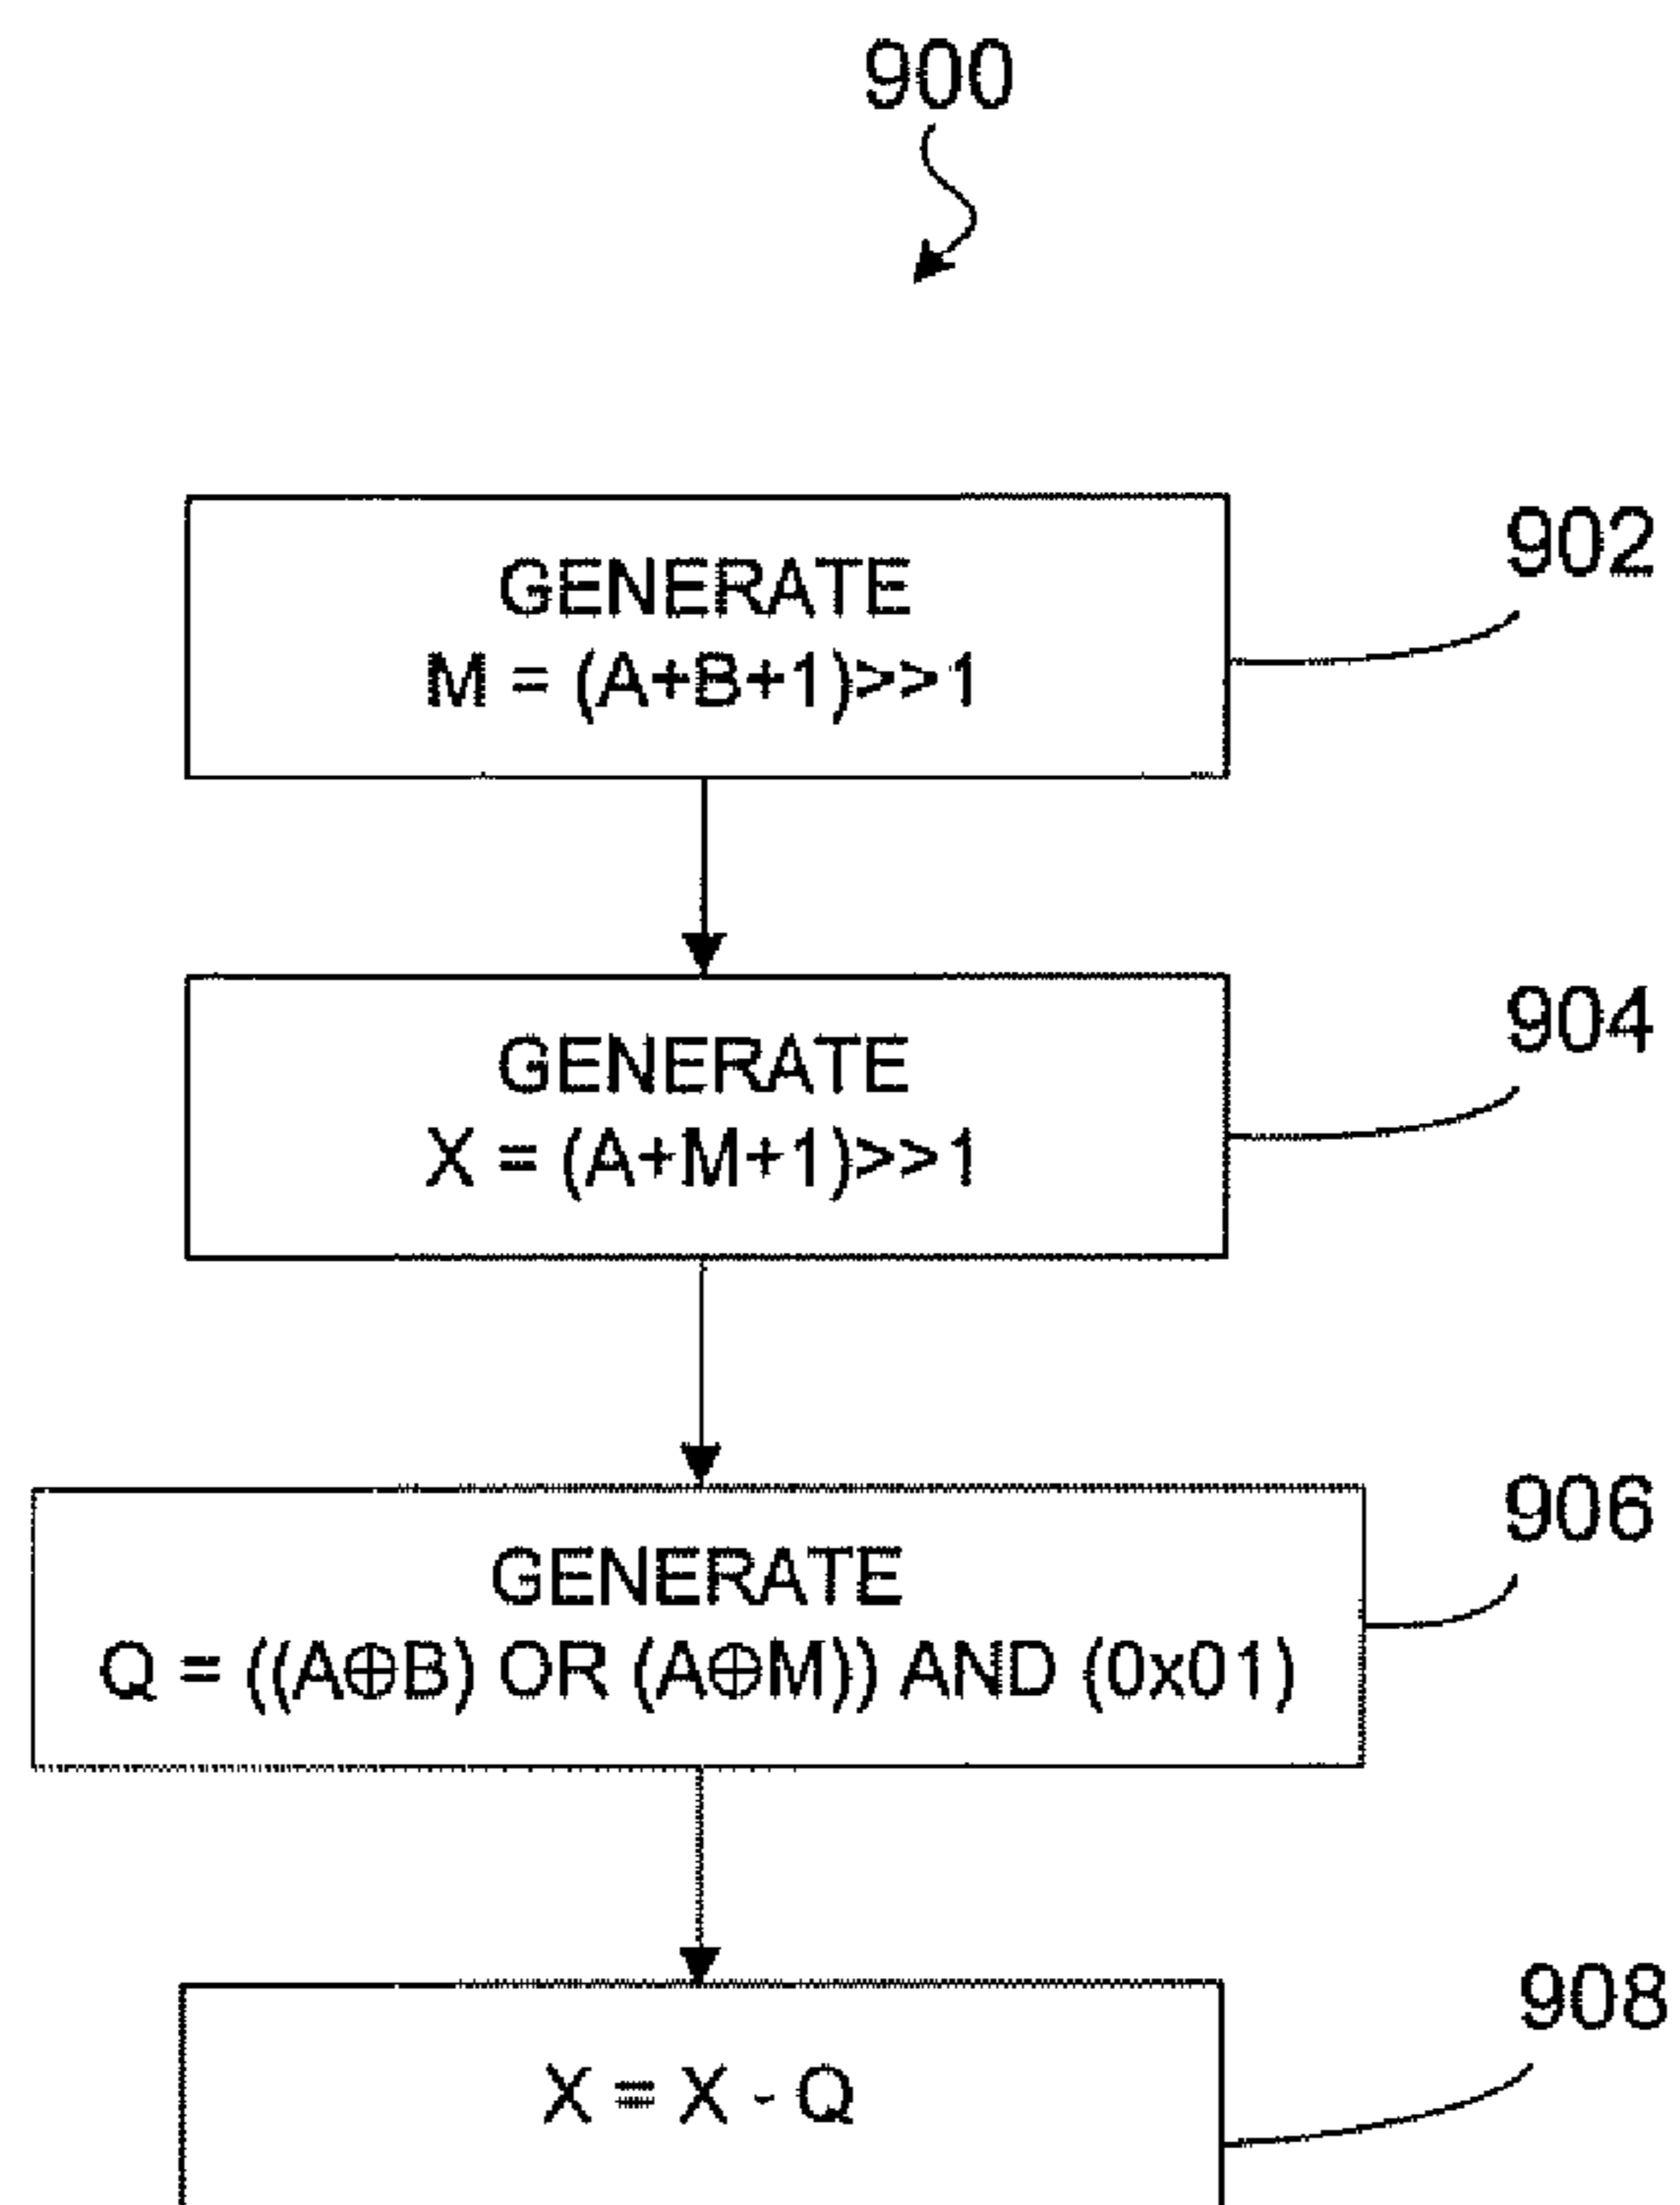 900
GENERATE
M = (A+B+1)>>1
902
GENERATE
X = (A+M+1)>>1
904
GENERATE
Q = ((A⊕B) OR (A⊕M)) AND (0x01)
906
X = X - Q
908